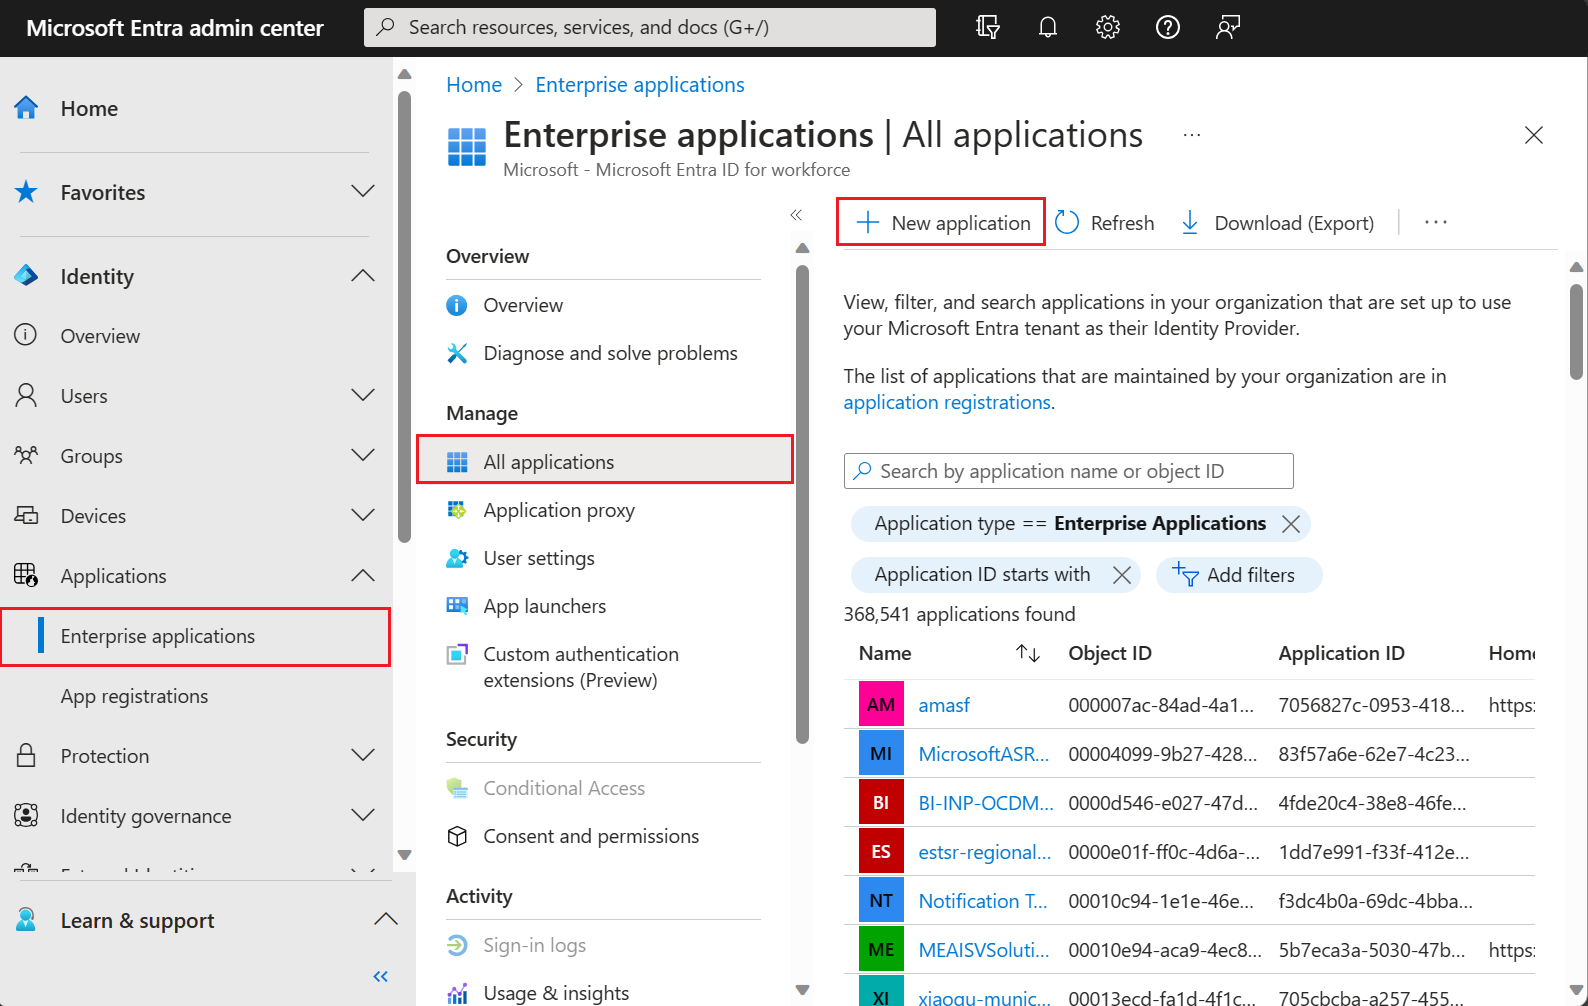 Microsoft Entra admin center
Search resources, services, and docs (G+/)
Home
Favorites
Identity
Overview
Users
Groups
Devices
Applications
Enterprise applications
App registrations
Protection
Identity governance
Learn & support
Home > Enterprise applications
Enterprise applications | All applications
Microsoft - Microsoft Entra ID for workforce
Overview
Overview
Diagnose and solve problems
Manage
All applications
Application proxy
User settings
App launchers
Custom authentication
extensions (Preview)
Security
Conditional Access
Consent and permissions
Activity
Sign-in logs
Usage & insights
New application Refresh Download (Export)
View, filter, and search applications in your organization that are set up to use
your Microsoft Entra tenant as their Identity Provider.
The list of applications that are maintained by your organization are in
application registrations.
Search by application name or object ID
Application type == Enterprise Applications
Application ID starts with Add filters
368,541 applications found
Name Object ID Application ID Home
AM amasf 000007ac-84ad-4a1... 7056827c-0953-418... https:
MI MicrosoftASR... 00004099-9b27-428... 83f57a6e-62e7-4c23...
BI BI-INP-OCDM... 0000d546-e027-47d... 4fde20c4-38e8-46fe...
ES estsr-regional... 0000e01f-ff0c-4d6a-... 1dd7e991-f33f-412e...
NT Notification T... 00010c94-1e1e-46e... f3dc4b0a-69dc-4bba...
ME MEAISVSoluti... 00010e94-aca9-4ec8... 5b7eca3a-5030-47b... https:
XI xiaogu-munic... 00013ecd-fa1d-4f1c... 705cbcba-a257-455...